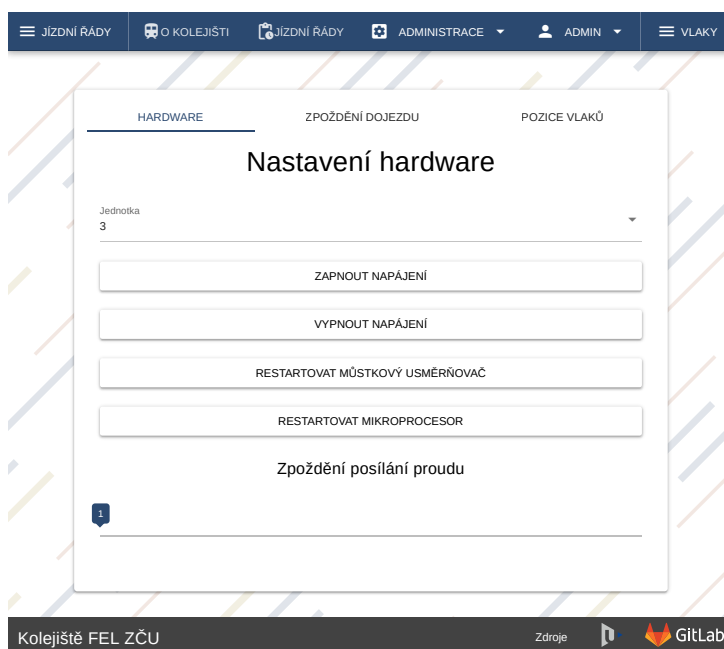 JÍZDNÍ ŘÁDY O KOLEJIŠTI JÍZDNÍ ŘÁDY ADMINISTRACE ADMIN VLAKY
HARDWARE ZPOŽDĚNÍ DOJEZDU POZICE VLAKŮ
Nastavení hardware
Jednotka
3
ZAPNOUT NAPÁJENÍ
VYPNOUT NAPÁJENÍ
RESTARTOVAT MŮSTKOVÝ USMĚRŇOVAČ
RESTARTOVAT MIKROPROCESOR
Zpoždění posílání proudu
1
Kolejiště FEL ZČU Zdroje GitLab